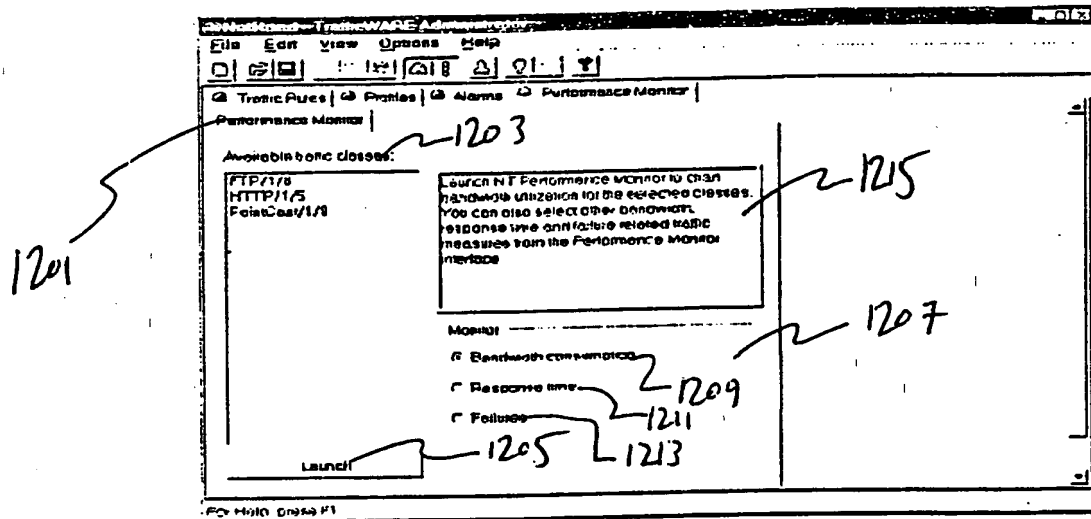 TrafficWARE
File Edit View Options Help
Traffic Rules Profiles Alarms Performance Monitor
Performance Monitor
1203
Available traffic classes:
FTP/1/8
HTTP/1/5
PointCast/1/9
Launch NT Performance Monitor to chart
bandwidth utilization for the selected classes.
You can also select other bandwidth,
response time and failure related traffic
measures from the Performance Monitor
interface
1215
1201
1207
Monitor
Bandwidth consumption
1209
Response time
1211
Failures
1213
1205
Launch
For Help, press F1